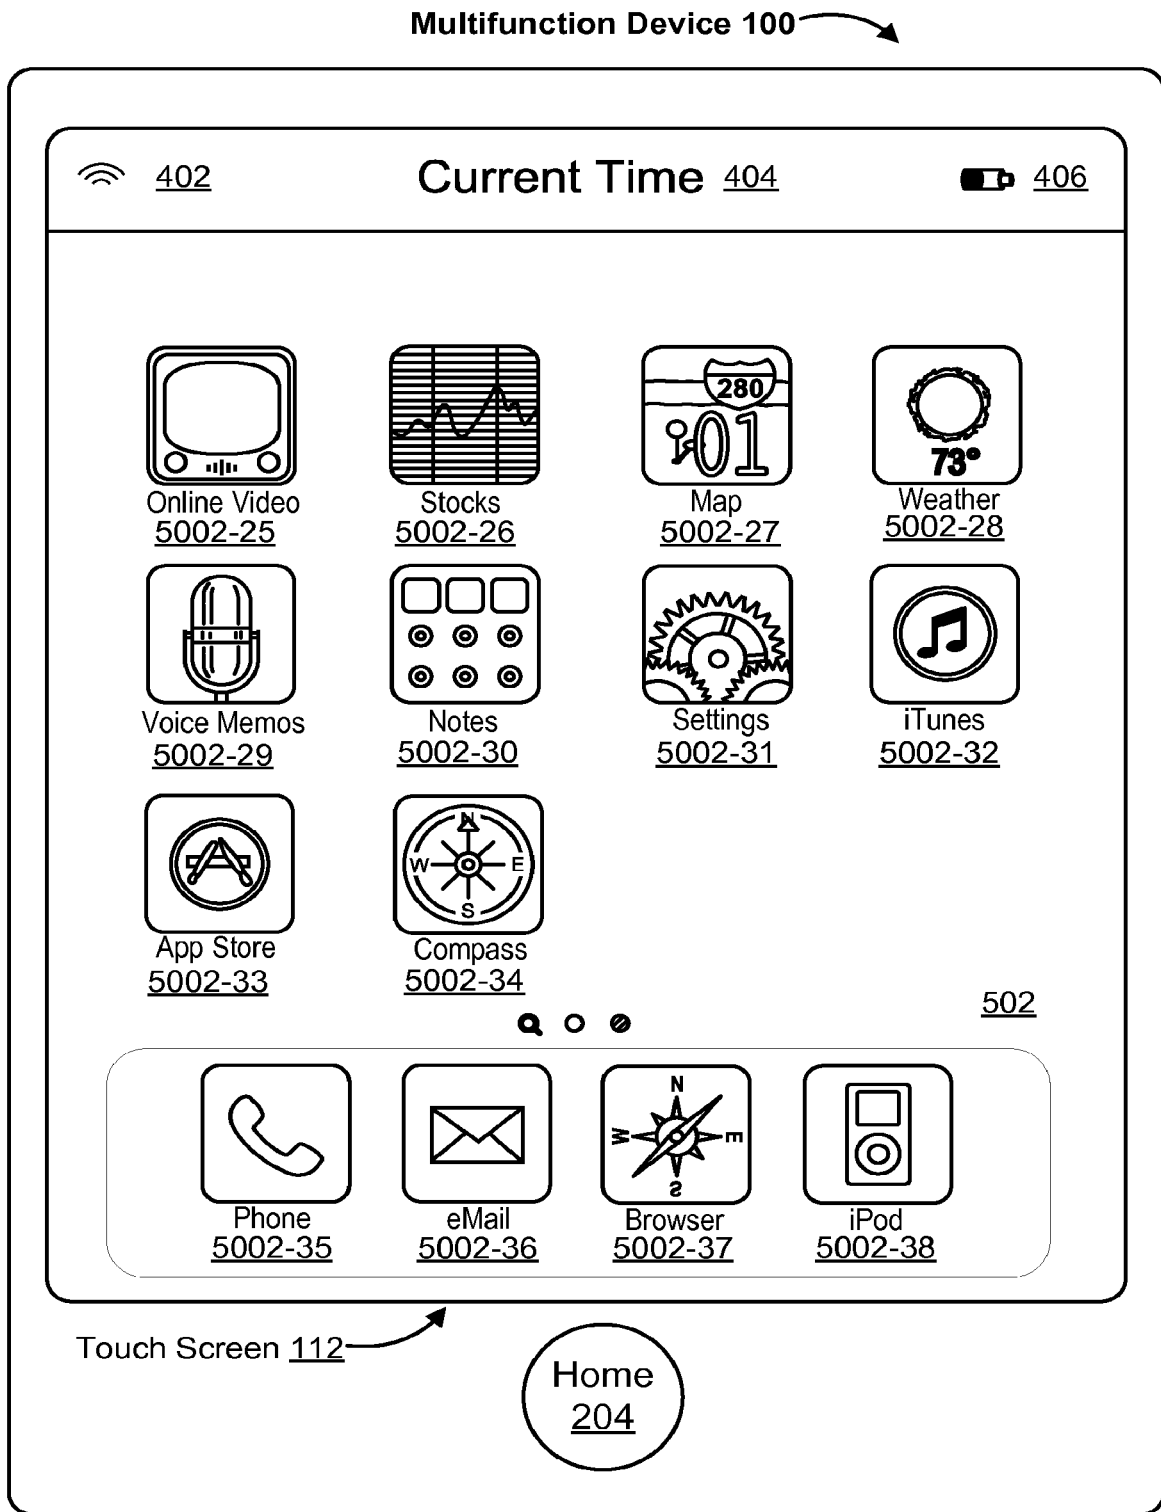 Multifunction Device 100
402 Current Time 404 406
280
01
73°
Online Video Stocks Map Weather
5002-25 5002-26 5002-27 5002-28
Voice Memos Notes Settings iTunes
5002-29 5002-30 5002-31 5002-32
N
W E
S
App Store Compass
5002-33 5002-34
502
N
W E
S
Phone eMail Browser iPod
5002-35 5002-36 5002-37 5002-38
Touch Screen 112
Home
204